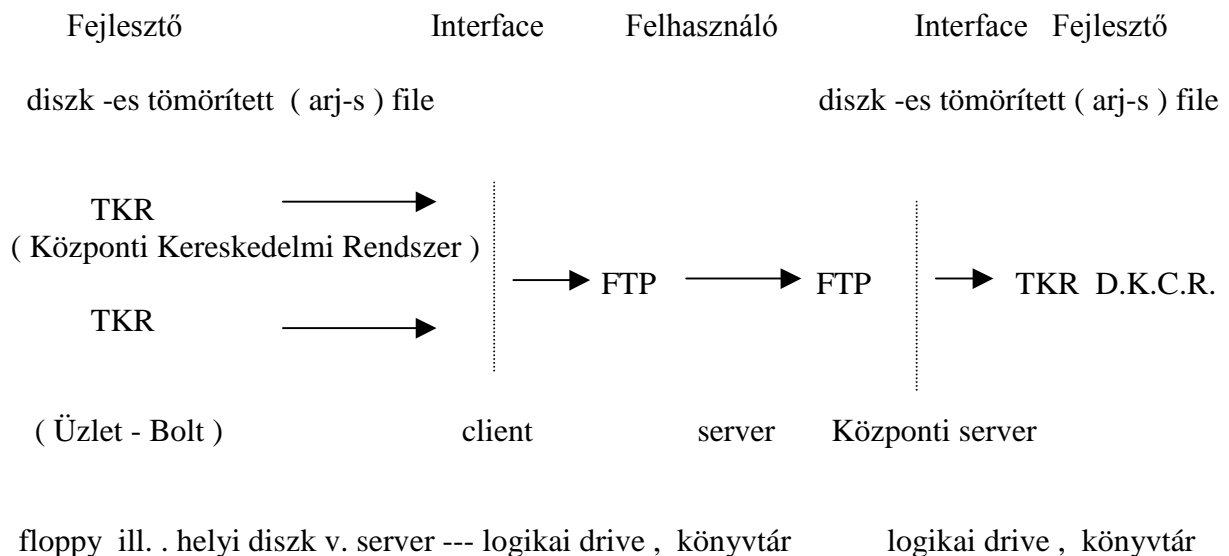 Fejlesztő Interface Felhasználó Interface Fejlesztő
diszk -es tömörített ( arj-s ) file diszk -es tömörített ( arj-s ) file
TKR
( Központi Kereskedelmi Rendszer )
FTP FTP TKR D.K.C.R.
TKR
( Üzlet - Bolt ) client server Központi server
floppy ill. . helyi diszk v. server --- logikai drive , könyvtár logikai drive , könyvtár